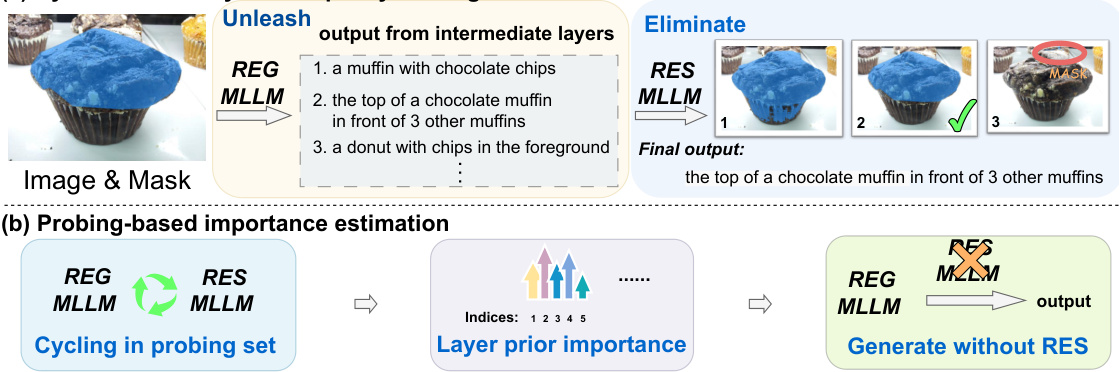 Unleash
output from intermediate layers
REG
MLLM
1. a muffin with chocolate chips
2. the top of a chocolate muffin
in front of 3 other muffins
3. a donut with chips in the foreground
Image & Mask
Eliminate
RES
MLLM
1
2
3
MASK
Final output:
the top of a chocolate muffin in front of 3 other muffins
(b) Probing-based importance estimation
REG
MLLM
RES
MLLM
Cycling in probing set
......
Indices: 1 2 3 4 5
Layer prior importance
RES
MLLM
REG
MLLM
output
Generate without RES